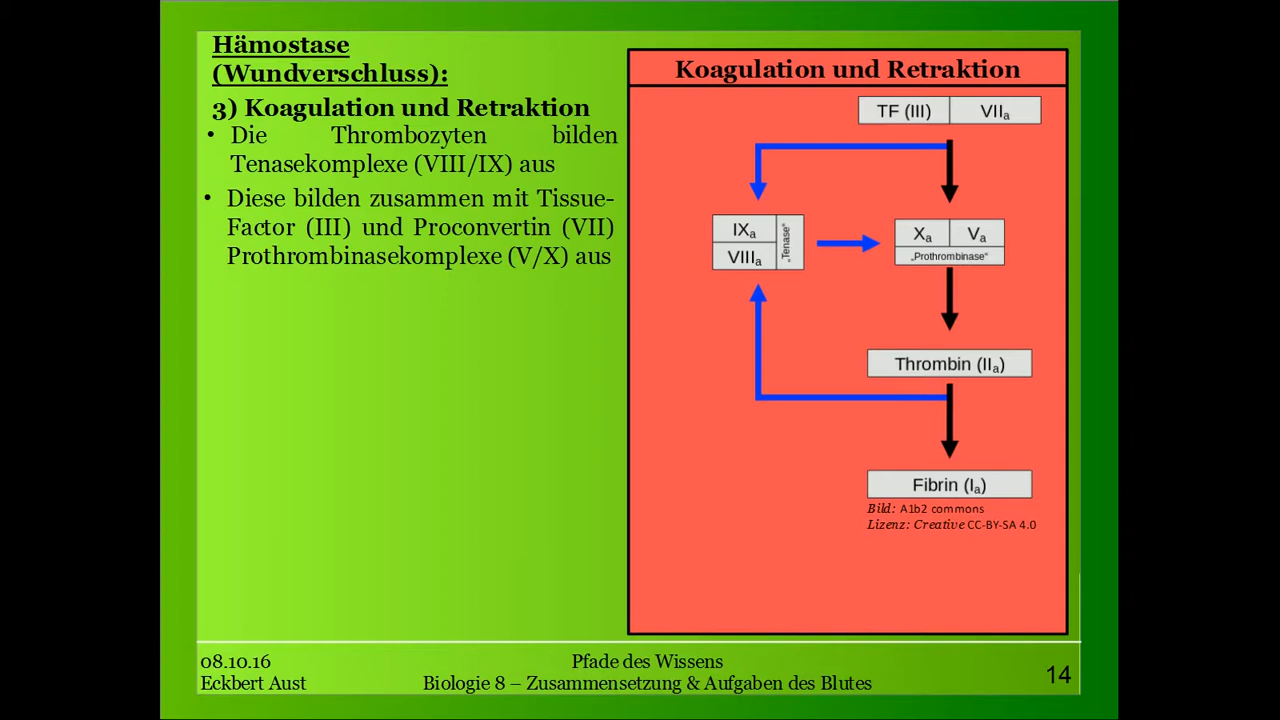 Hämostase
(Wundverschluss):
3) Koagulation und Retraktion
• Die Thrombozyten bilden
Tenasekomplexe (VIII/IX) aus
• Diese bilden zusammen mit Tissue-
Factor (III) und Proconvertin (VII)
Prothrombinasekomplexe (V/X) aus
Koagulation und Retraktion
TF (III) VIIa
IXa
VIIIa
„Tenase“
Xa Va
„Prothrombinase“
Thrombin (IIa)
Fibrin (Ia)
Bild: A1b2 commons
Lizenz: Creative CC-BY-SA 4.0
08.10.16
Eckbert Aust
Pfade des Wissens
Biologie 8 – Zusammensetzung & Aufgaben des Blutes
14